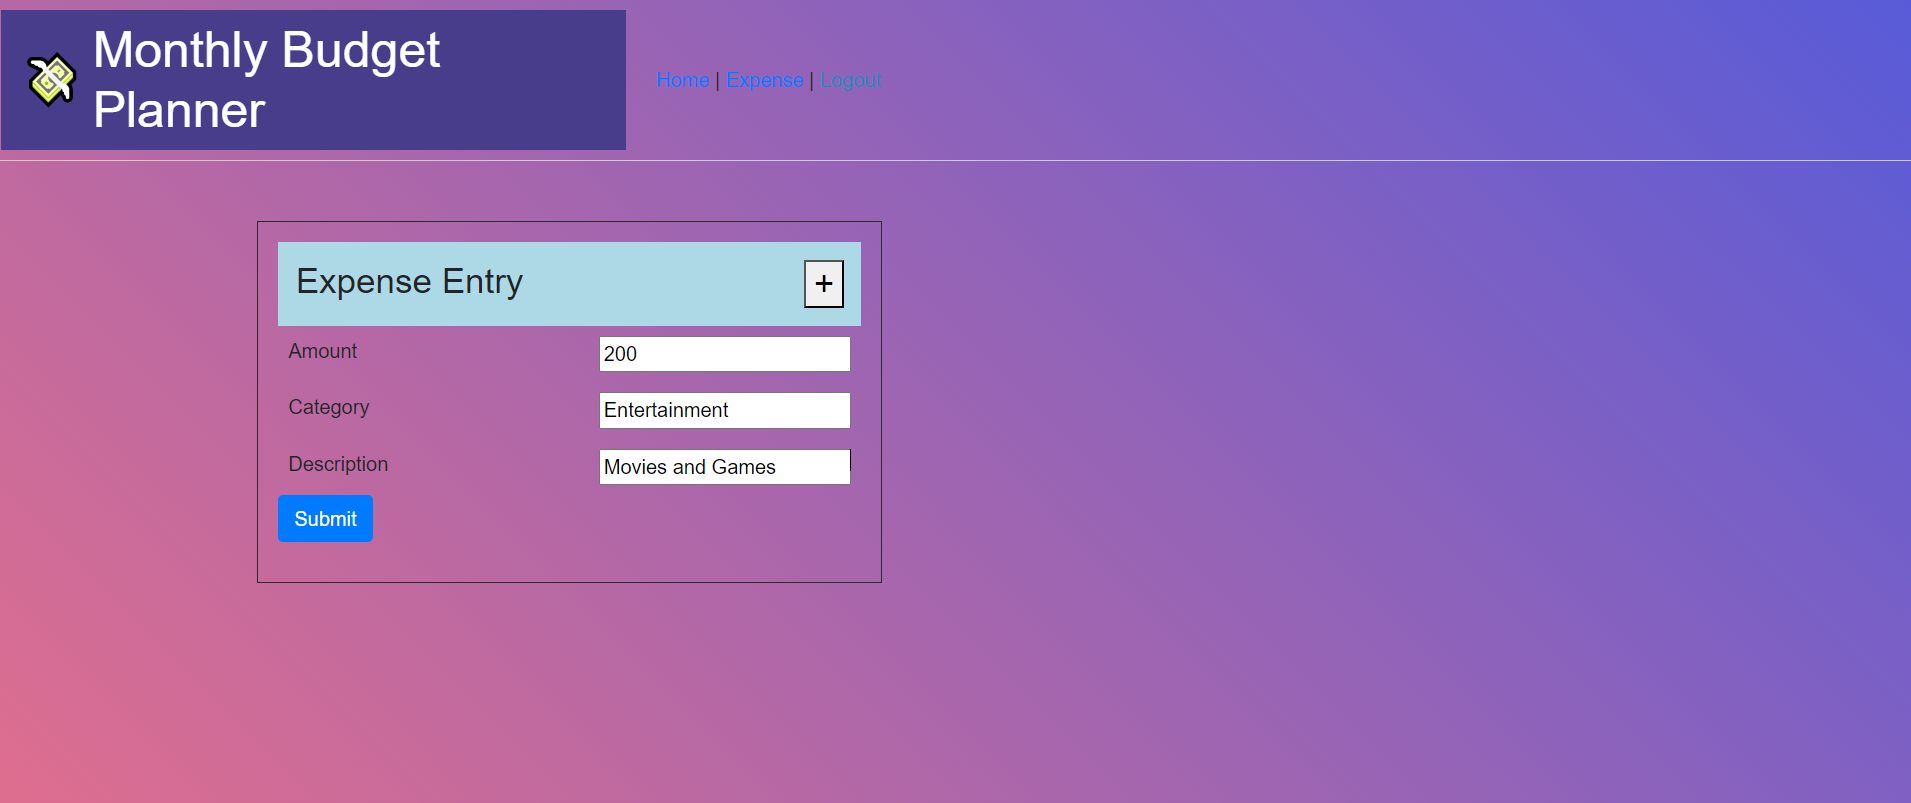 Monthly Budget
Planner
Home | Expense | Logout
Expense Entry
+
Amount
200
Category
Entertainment
Description
Movies and Games
Submit